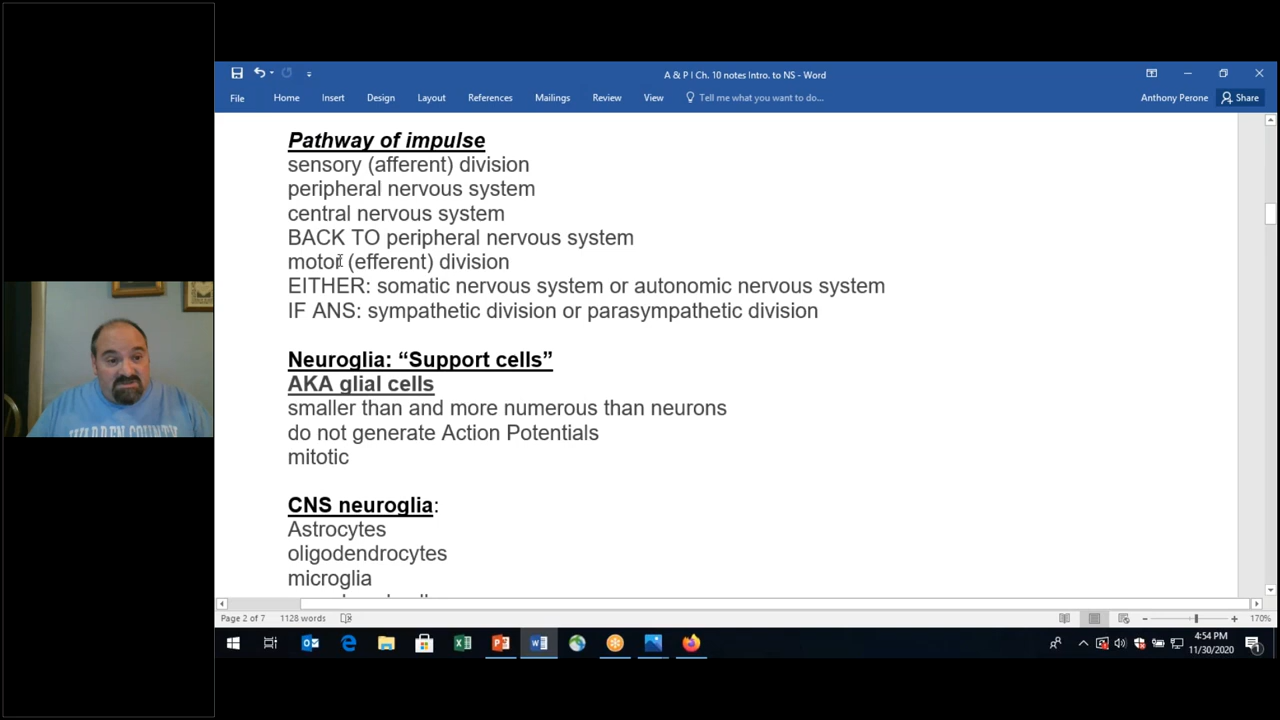 A & P I Ch. 10 notes Intro. to NS - Word
File Home Insert Design Layout References Mailings Review View Tell me what you want to do... Anthony Perone Share
Pathway of impulse
sensory (afferent) division
peripheral nervous system
central nervous system
BACK TO peripheral nervous system
motor (efferent) division
EITHER: somatic nervous system or autonomic nervous system
IF ANS: sympathetic division or parasympathetic division
Neuroglia: “Support cells”
AKA glial cells
smaller than and more numerous than neurons
do not generate Action Potentials
mitotic
CNS neuroglia:
Astrocytes
oligodendrocytes
microglia
WARREN COUNTY
Page 2 of 7 1128 words 170%
4:54 PM
11/30/2020